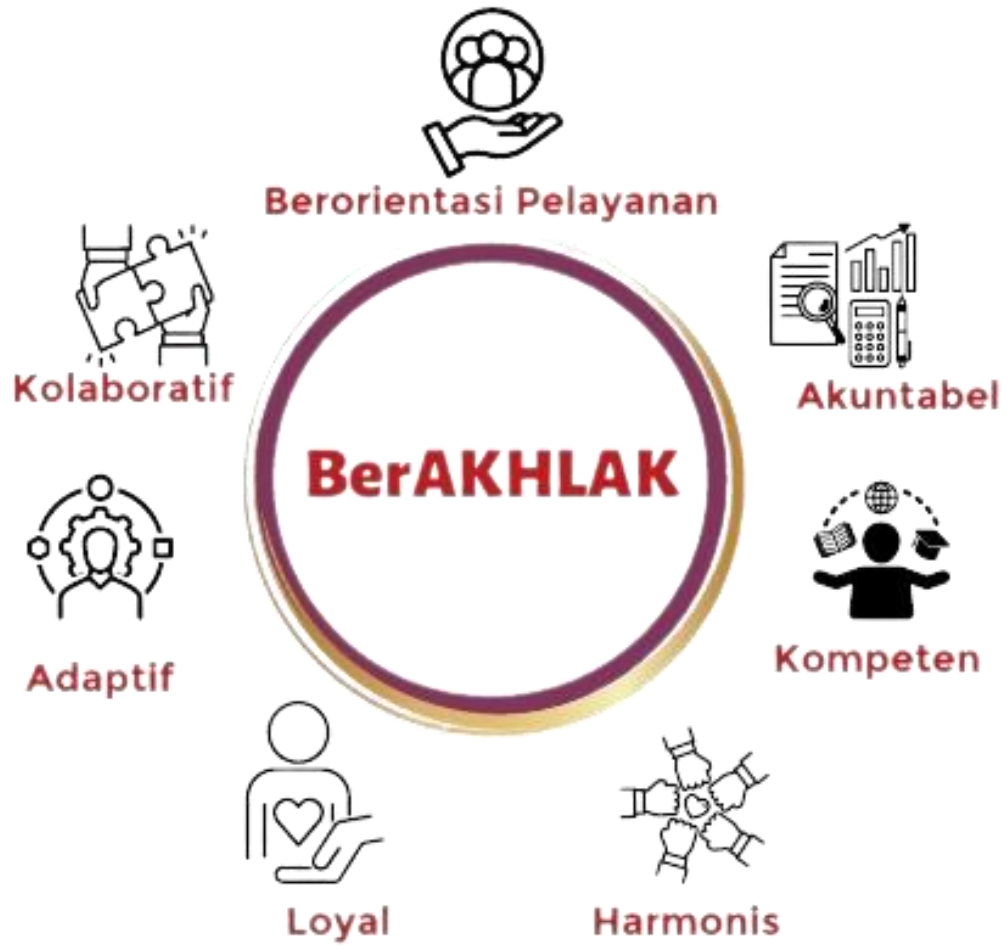 Berorientasi Pelayanan
Kolaboratif
Akuntabel
BerAKHLAK
Adaptif
Kompeten
Loyal
Harmonis